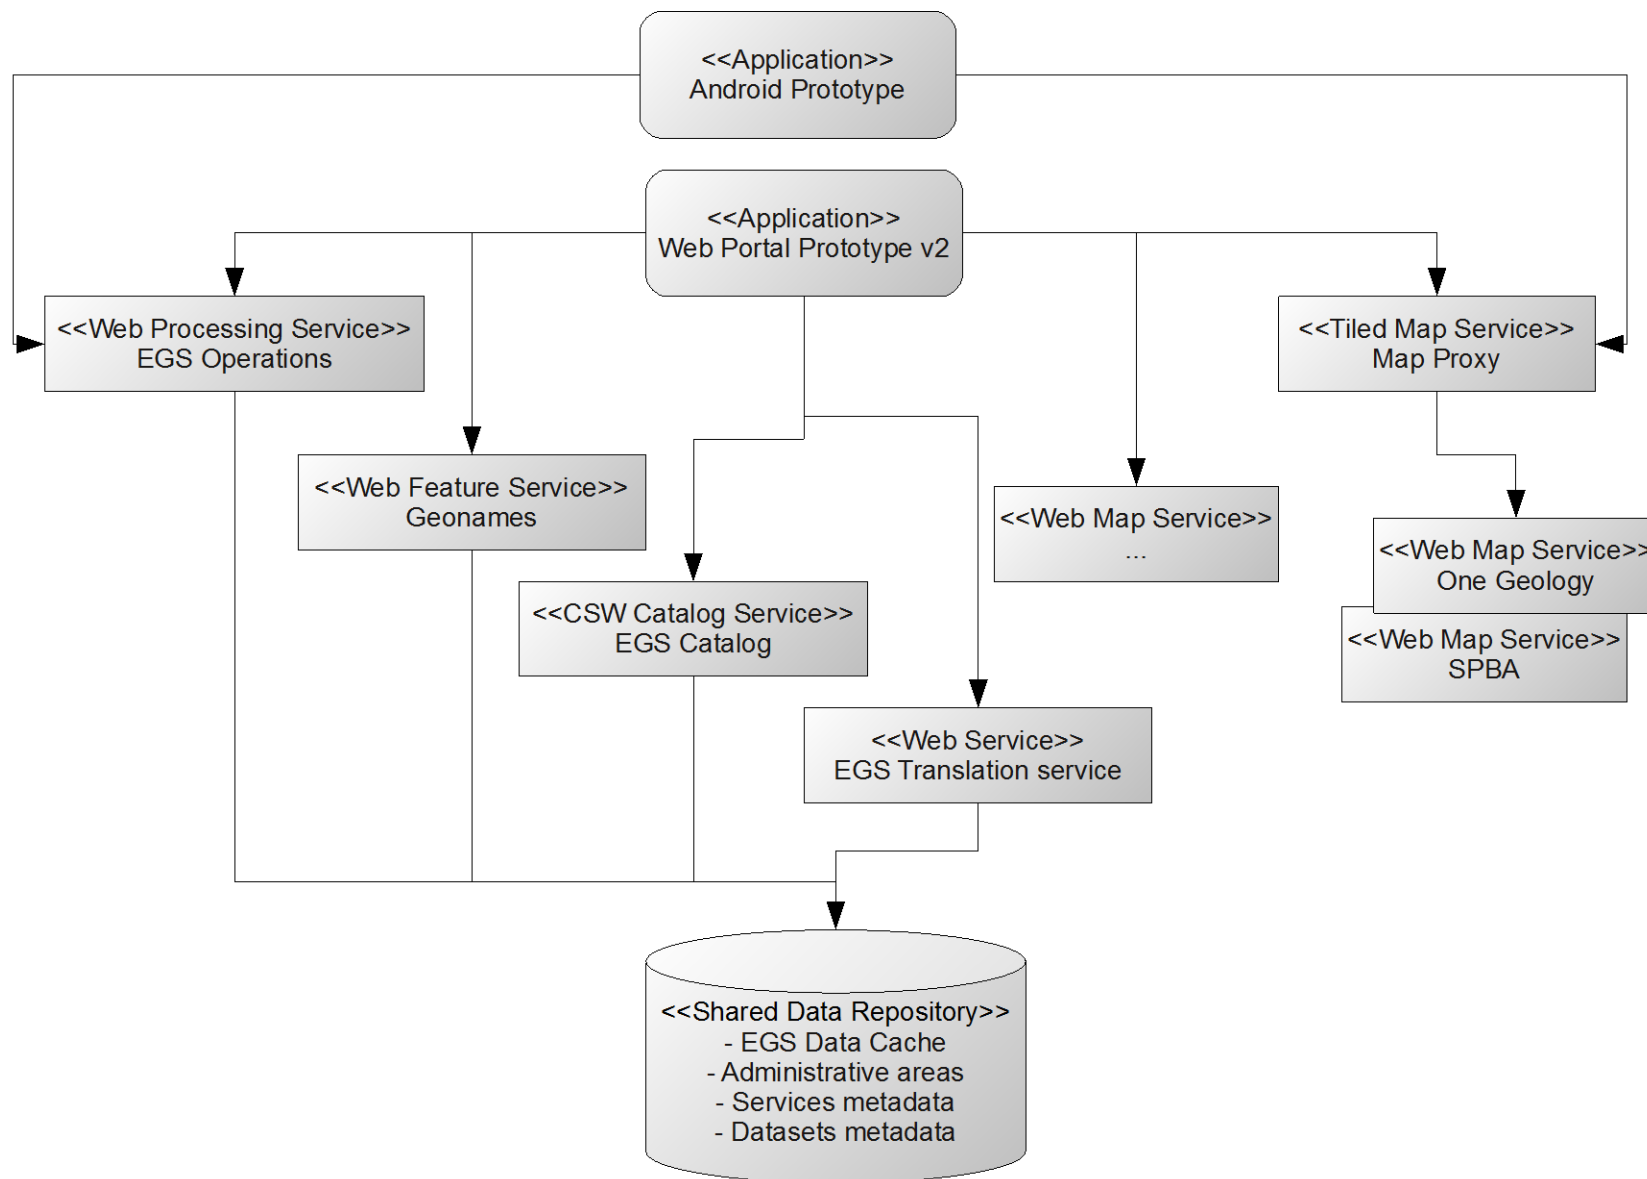 <<Application>>
Android Prototype
<<Application>>
Web Portal Prototype v2
<<Web Processing Service>>
EGS Operations
<<Tiled Map Service>>
Map Proxy
<<Web Feature Service>>
Geonames
<<Web Map Service>>
...
<<Web Map Service>>
One Geology
<<CSW Catalog Service>>
EGS Catalog
<<Web Map Service>>
SPBA
<<Web Service>>
EGS Translation service
<<Shared Data Repository>>
- EGS Data Cache
- Administrative areas
- Services metadata
- Datasets metadata